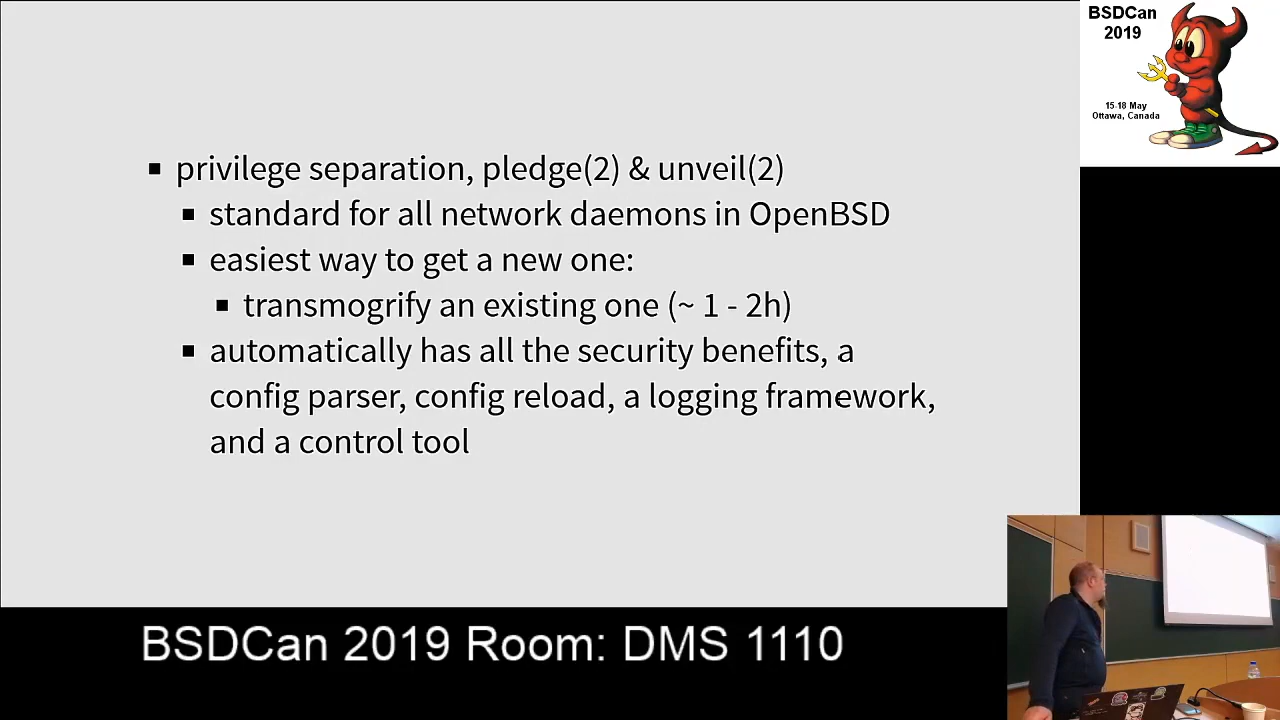 privilege separation, pledge(2) & unveil(2)
standard for all network daemons in OpenBSD
easiest way to get a new one:
transmogrify an existing one (~ 1 - 2h)
automatically has all the security benefits, a
config parser, config reload, a logging framework,
and a control tool
BSDCan
2019
15-18 May
Ottawa, Canada
BSDCan 2019 Room: DMS 1110